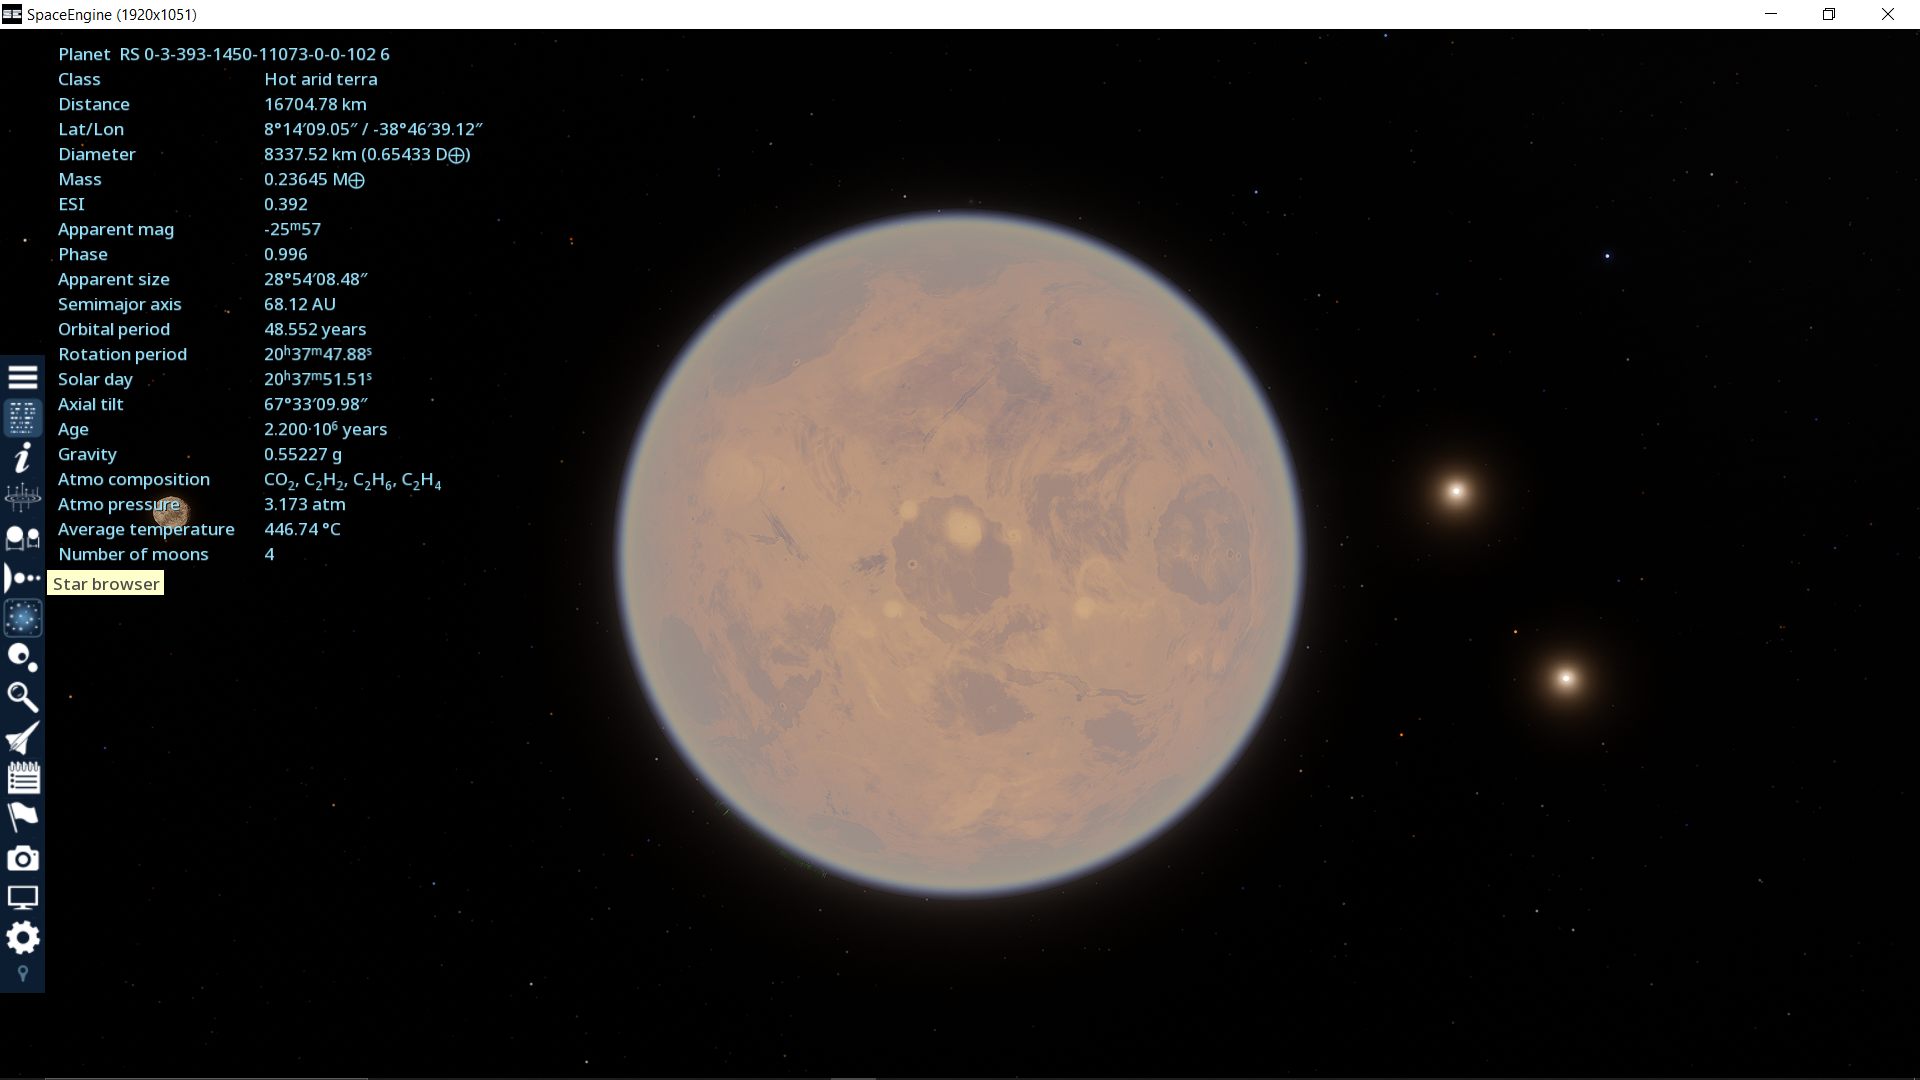 SpaceEngine (1920x1051)
Planet RS 0-3-393-1450-11073-0-0-102 6
Class Hot arid terra
Distance 16704.78 km
Lat/Lon 8°14′09.05″ / -38°46′39.12″
Diameter 8337.52 km (0.65433 D⊕)
Mass 0.23645 M⊕
ESI 0.392
Apparent mag -25ᵐ57
Phase 0.996
Apparent size 28°54′08.48″
Semimajor axis 68.12 AU
Orbital period 48.552 years
Rotation period 20ʰ37ᵐ47.88ˢ
Solar day 20ʰ37ᵐ51.51ˢ
Axial tilt 67°33′09.98″
Age 2.200·10⁶ years
Gravity 0.55227 g
Atmo composition CO₂, C₂H₂, C₂H₆, C₂H₄
Atmo pressure 3.173 atm
Average temperature 446.74 °C
Number of moons 4
Star browser